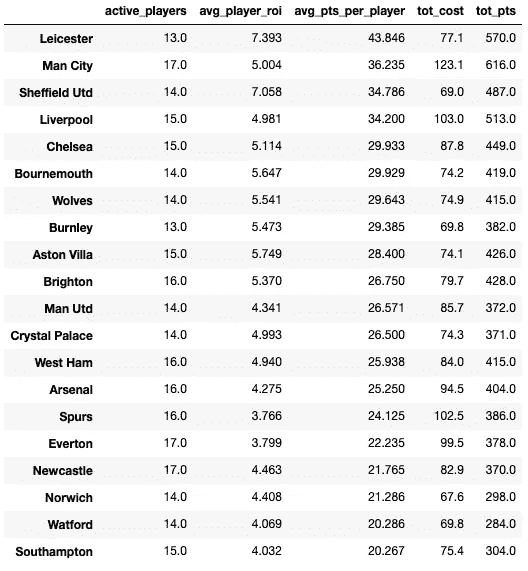 active_players avg_player_roi avg_pts_per_player tot_cost tot_pts
Leicester 13.0 7.393 43.846 77.1 570.0
Man City 17.0 5.004 36.235 123.1 616.0
Sheffield Utd 14.0 7.058 34.786 69.0 487.0
Liverpool 15.0 4.981 34.200 103.0 513.0
Chelsea 15.0 5.114 29.933 87.8 449.0
Bournemouth 14.0 5.647 29.929 74.2 419.0
Wolves 14.0 5.541 29.643 74.9 415.0
Burnley 13.0 5.473 29.385 69.8 382.0
Aston Villa 15.0 5.749 28.400 74.1 426.0
Brighton 16.0 5.370 26.750 79.7 428.0
Man Utd 14.0 4.341 26.571 85.7 372.0
Crystal Palace 14.0 4.993 26.500 74.3 371.0
West Ham 16.0 4.940 25.938 84.0 415.0
Arsenal 16.0 4.275 25.250 94.5 404.0
Spurs 16.0 3.766 24.125 102.5 386.0
Everton 17.0 3.799 22.235 99.5 378.0
Newcastle 17.0 4.463 21.765 82.9 370.0
Norwich 14.0 4.408 21.286 67.6 298.0
Watford 14.0 4.069 20.286 69.8 284.0
Southampton 15.0 4.032 20.267 75.4 304.0